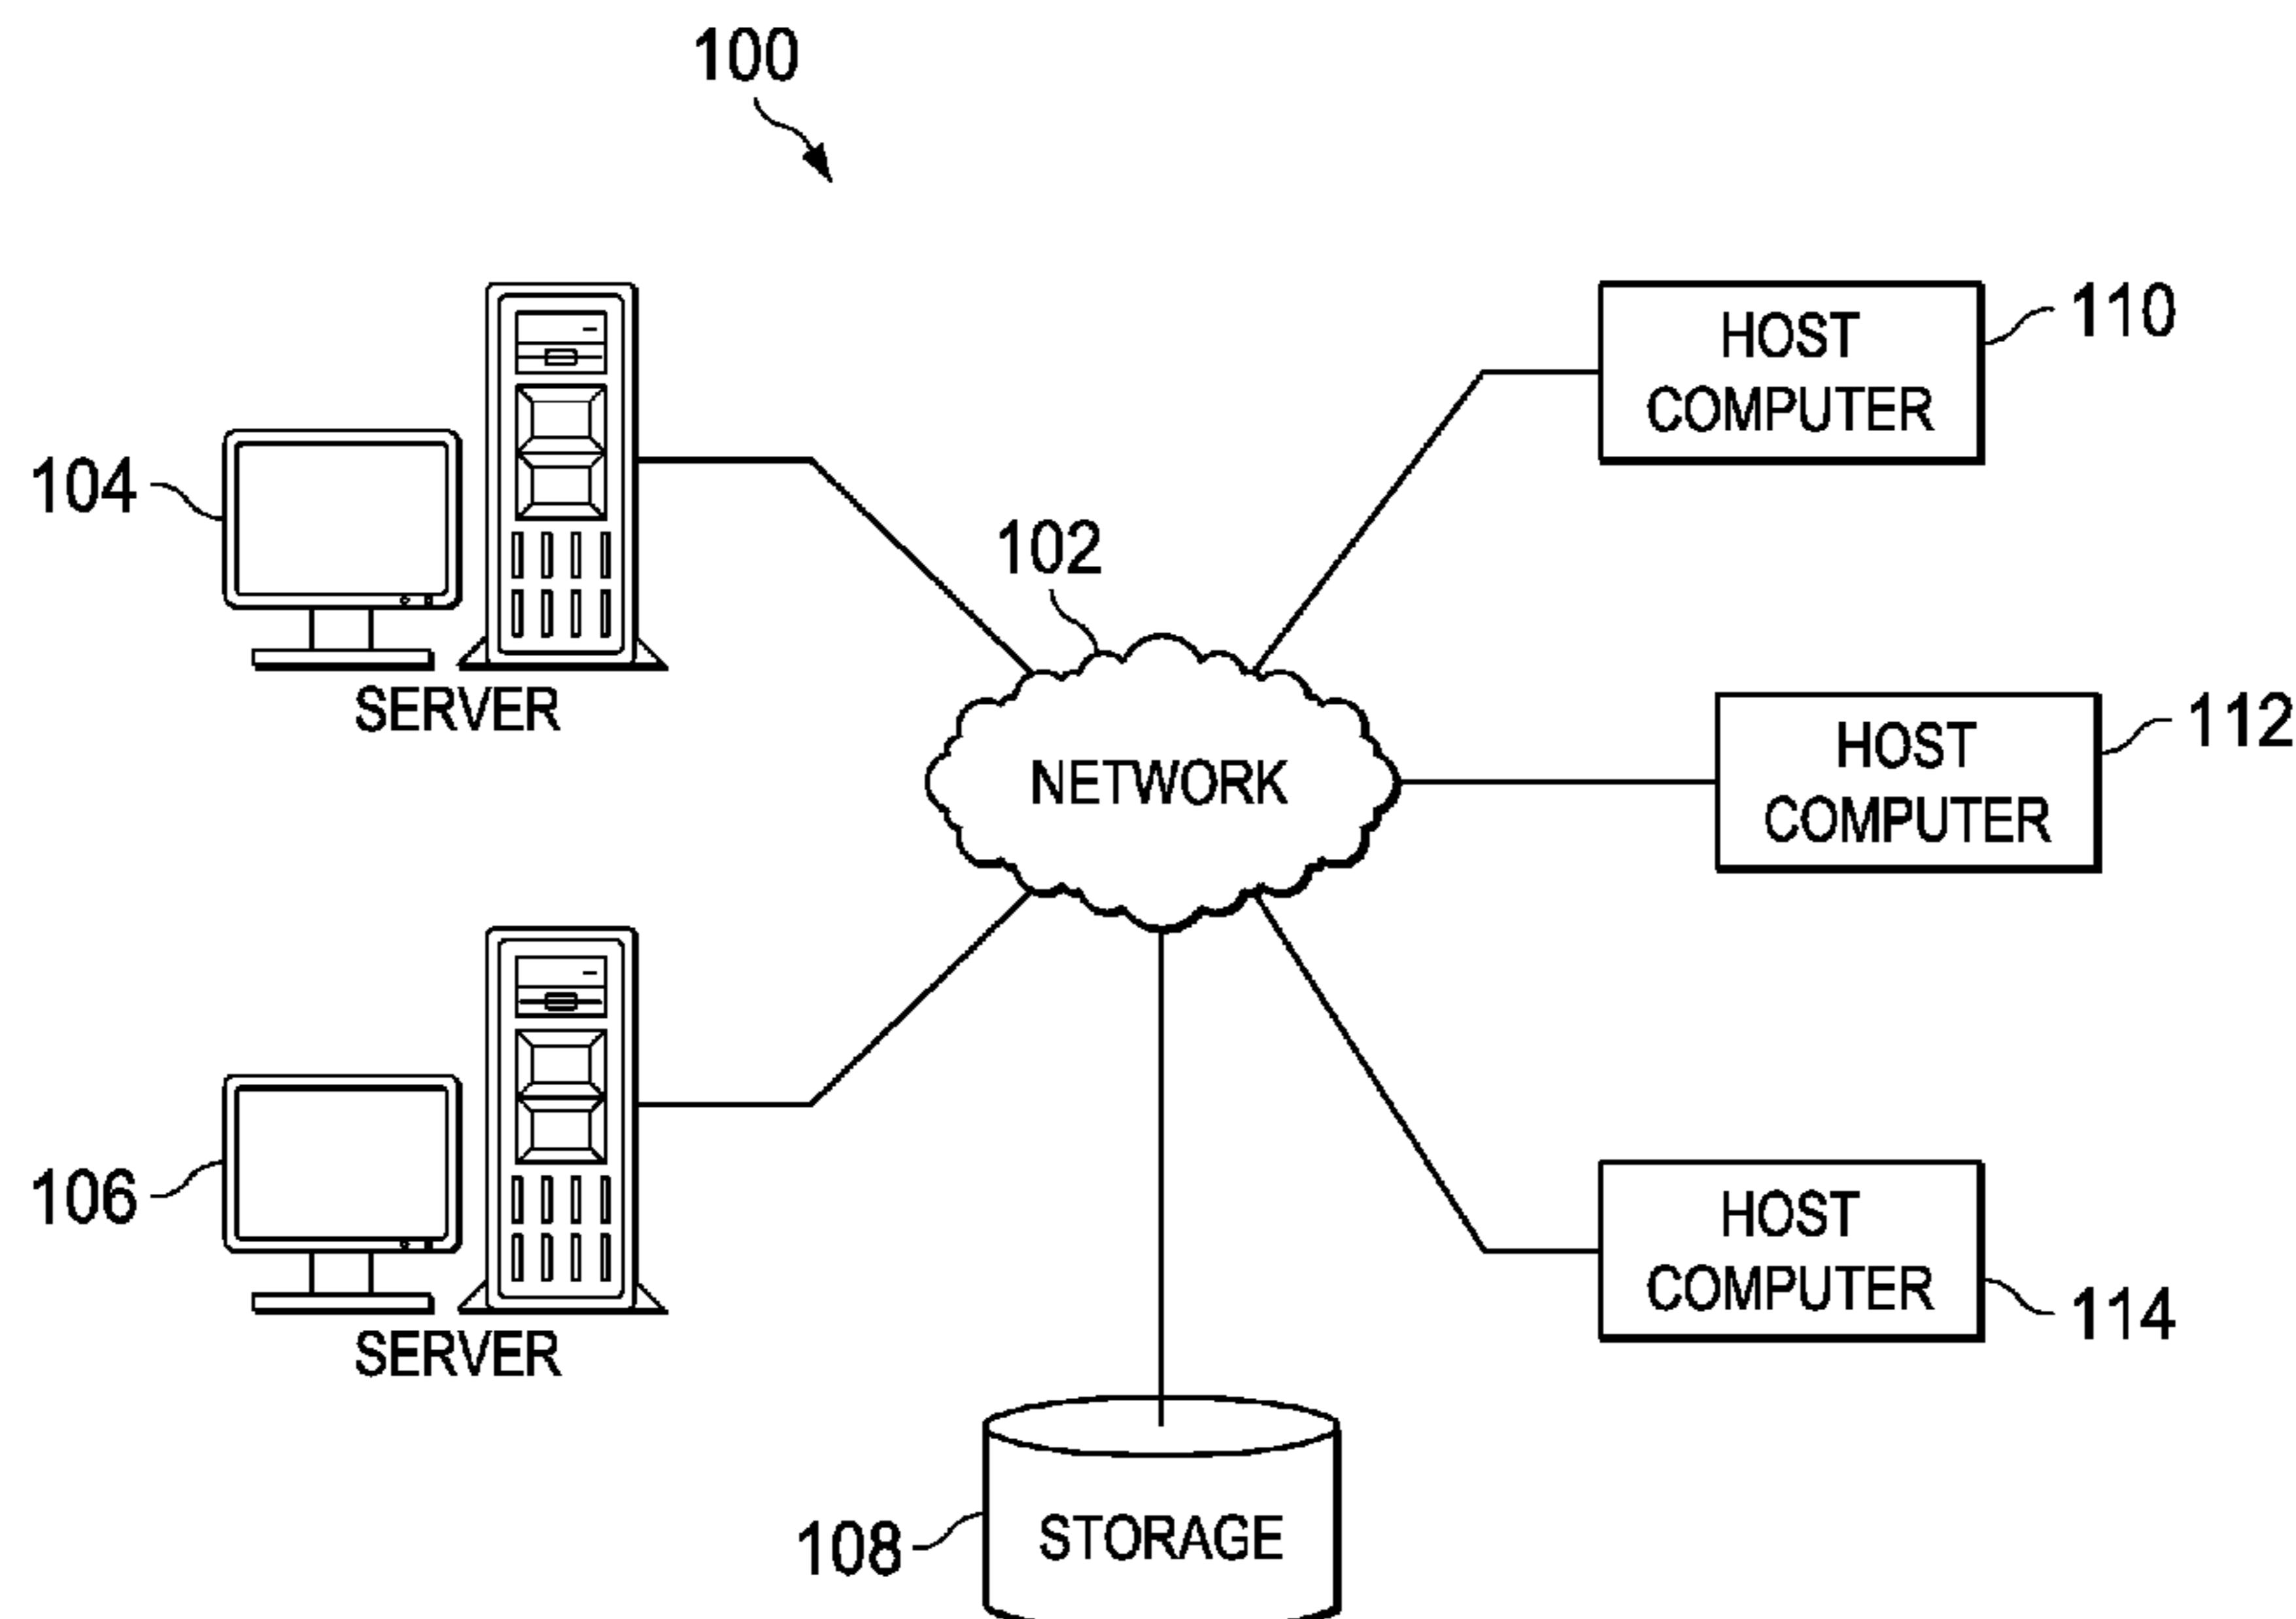 100
HOST
COMPUTER
110
104
102
SERVER
HOST
COMPUTER
112
NETWORK
106
HOST
COMPUTER
114
SERVER
108
STORAGE